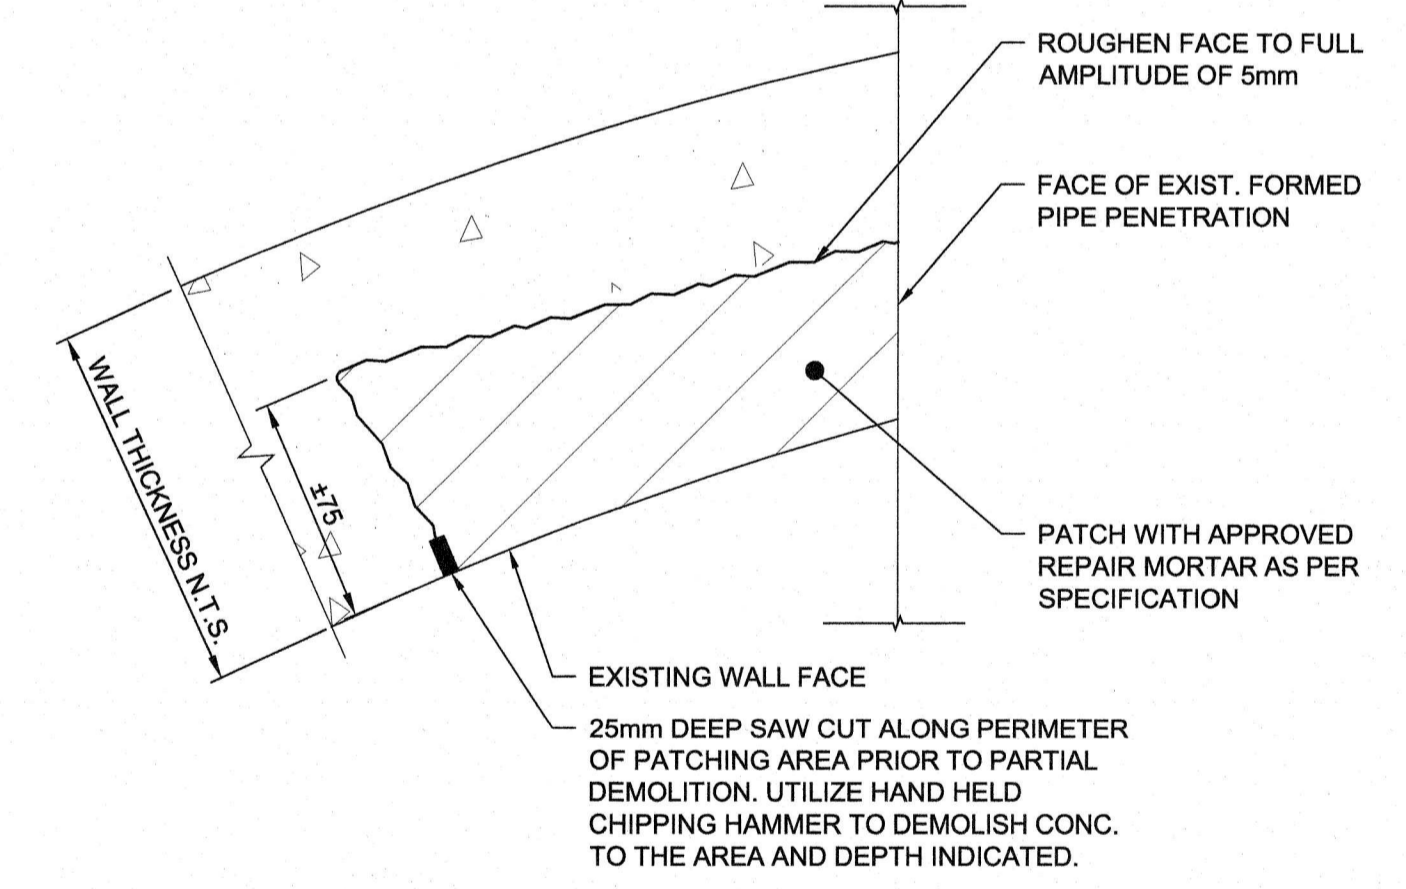 ROUGHEN FACE TO FULL
AMPLITUDE OF 5mm
FACE OF EXIST. FORMED
PIPE PENETRATION
WALL THICKNESS N.T.S.
±75
PATCH WITH APPROVED
REPAIR MORTAR AS PER
SPECIFICATION
EXISTING WALL FACE
25mm DEEP SAW CUT ALONG PERIMETER
OF PATCHING AREA PRIOR TO PARTIAL
DEMOLITION. UTILIZE HAND HELD
CHIPPING HAMMER TO DEMOLISH CONC.
TO THE AREA AND DEPTH INDICATED.